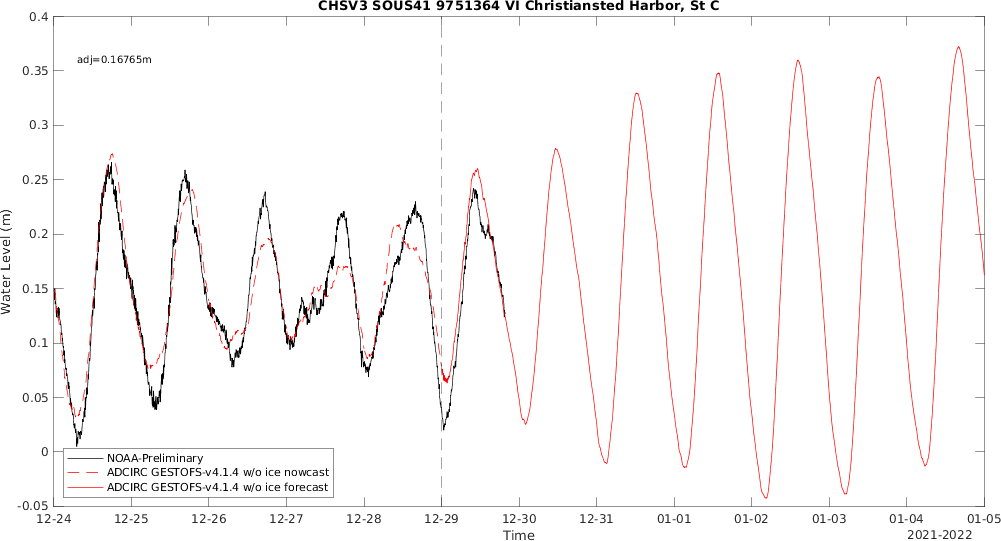 CHSV3 SOUS41 9751364 VI Christiansted Harbor, St C
adj=0.16765m
0.4
0.35
0.3
0.25
0.2
0.15
0.1
0.05
0
-0.05
Water Level (m)
NOAA-Preliminary
ADCIRC GESTOFS-v4.1.4 w/o ice nowcast
ADCIRC GESTOFS-v4.1.4 w/o ice forecast
12-24 12-25 12-26 12-27 12-28 12-29 12-30 12-31 01-01 01-02 01-03 01-04 01-05
Time
2021-2022